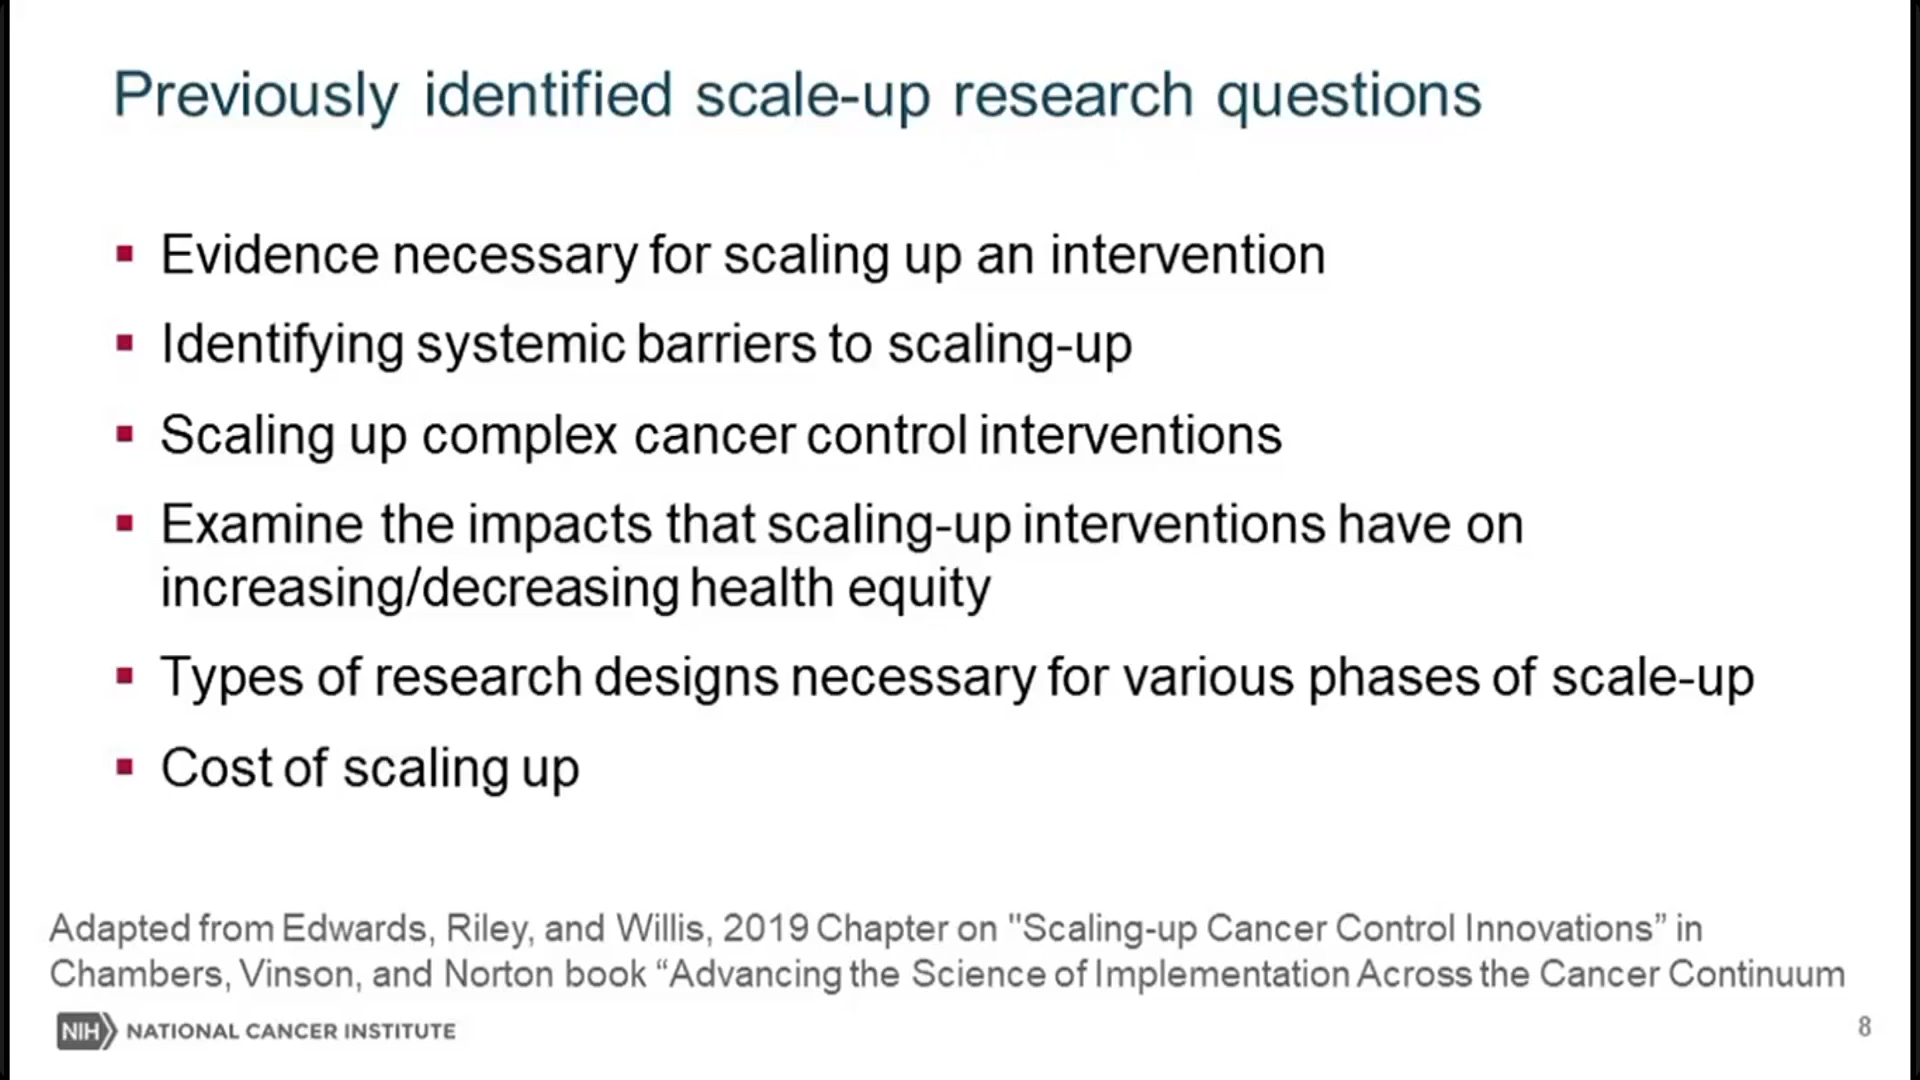 Previously identified scale-up research questions
▪ Evidence necessary for scaling up an intervention
▪ Identifying systemic barriers to scaling-up
▪ Scaling up complex cancer control interventions
▪ Examine the impacts that scaling-up interventions have on
increasing/decreasing health equity
▪ Types of research designs necessary for various phases of scale-up
▪ Cost of scaling up
Adapted from Edwards, Riley, and Willis, 2019 Chapter on "Scaling-up Cancer Control Innovations” in
Chambers, Vinson, and Norton book “Advancing the Science of Implementation Across the Cancer Continuum
NIH NATIONAL CANCER INSTITUTE
8